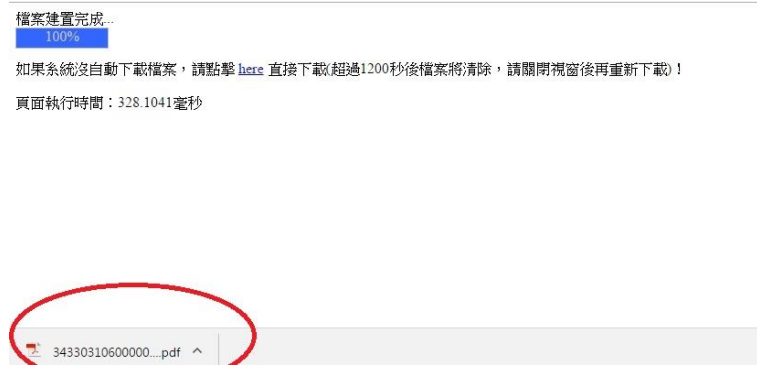 檔案建置完成...
100%
如果系統沒自動下載檔案，請點擊 here 直接下載(超過1200秒後檔案將清除，請關閉視窗後再重新下載)！
頁面執行時間：328.1041毫秒
34330310600000....pdf